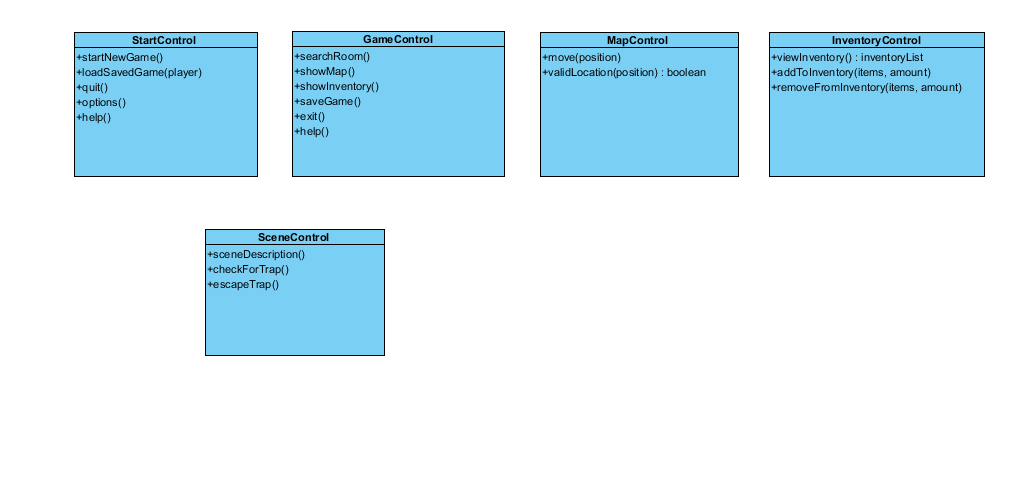 StartControl
+startNewGame()
+loadSavedGame(player)
+quit()
+options()
+help()
GameControl
+searchRoom()
+showMap()
+showInventory()
+saveGame()
+exit()
+help()
MapControl
+move(position)
+validLocation(position) : boolean
InventoryControl
+viewInventory() : inventoryList
+addToInventory(items, amount)
+removeFromInventory(items, amount)
SceneControl
+sceneDescription()
+checkForTrap()
+escapeTrap()